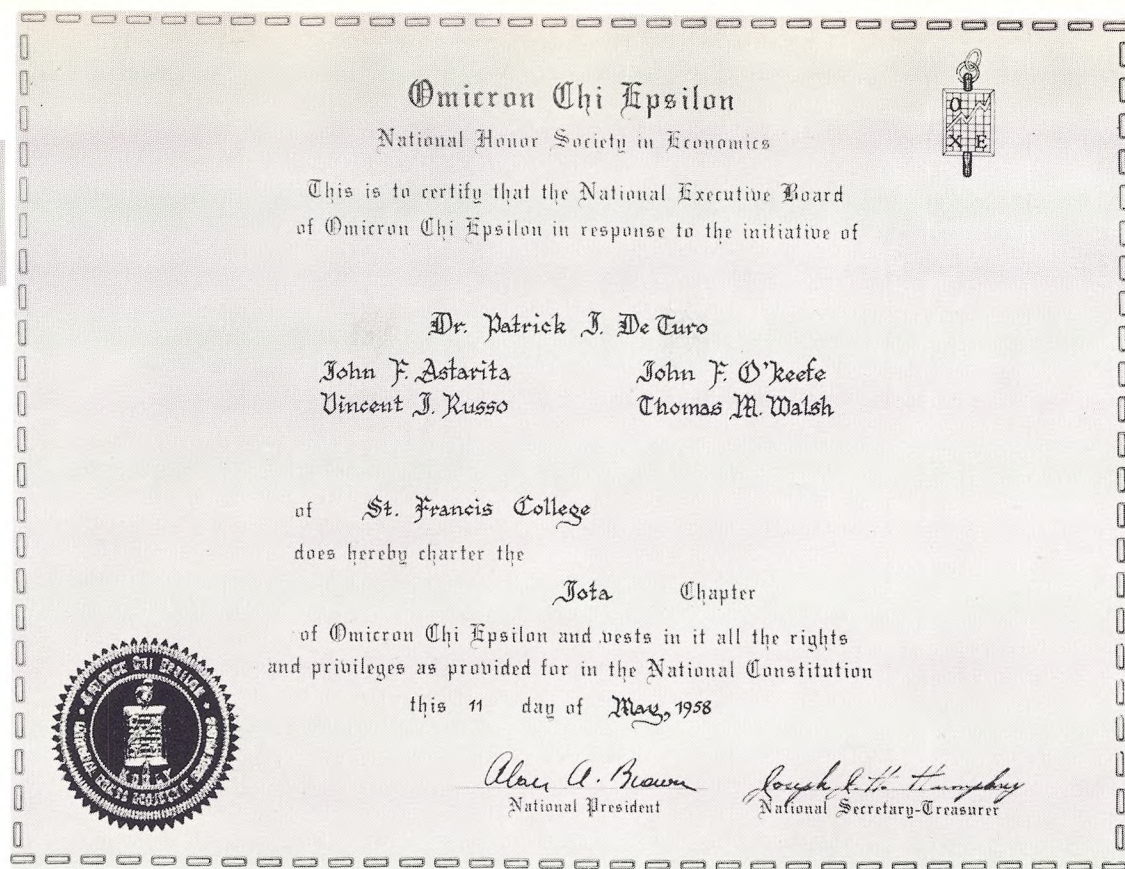 Omicron Chi Epsilon
O
X E
National Honor Society in Economics
This is to certify that the National Executive Board
of Omicron Chi Epsilon in response to the initiative of
Dr. Patrick J. De Turo
John F. Astarita John F. O'Keefe
Vincent J. Russo Thomas M. Walsh
of St. Francis College
does hereby charter the
Iota Chapter
of Omicron Chi Epsilon and vests in it all the rights
and privileges as provided for in the National Constitution
this 11 day of May, 1958
Alan A. Brown
National President National Secretary-Treasurer